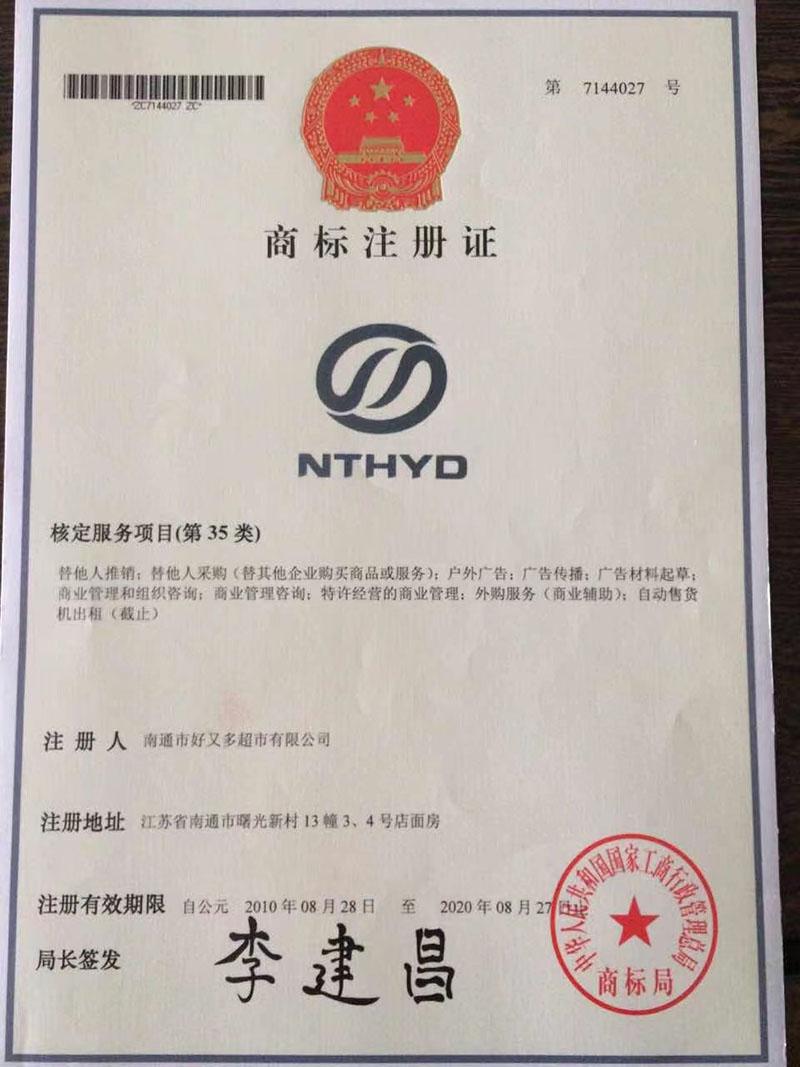 第 7144027 号
*ZC7144027 ZC*
商标注册证
NTHYD
核定服务项目(第 35 类)
替他人推销；替他人采购（替其他企业购买商品或服务）；户外广告；广告传播；广告材料起草；
商业管理和组织咨询；商业管理咨询；特许经营的商业管理；外购服务（商业辅助）；自动售货
机出租（截止）
注 册 人 南通市好又多超市有限公司
注册地址 江苏省南通市曙光新村 13 幢 3、4 号店面房
注册有效期限 自公元 2010 年 08 月 28 日 至 2020 年 08 月 27 日
局长签发 李建昌
中华人民共和国国家工商行政管理总局
商标局